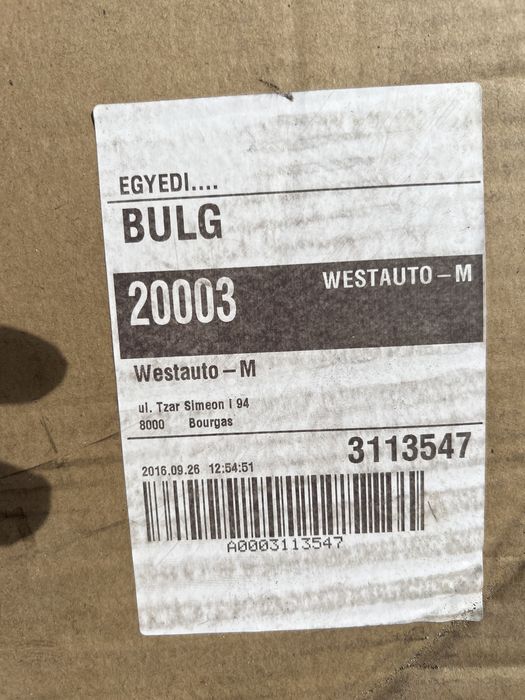 EGYEDI....
BULG
20003 WESTAUTO-M
Westauto-M
ul. Tzar Simeon I 94
8000 Bourgas
3113547
2016.09.26 12:54:51
A0003113547